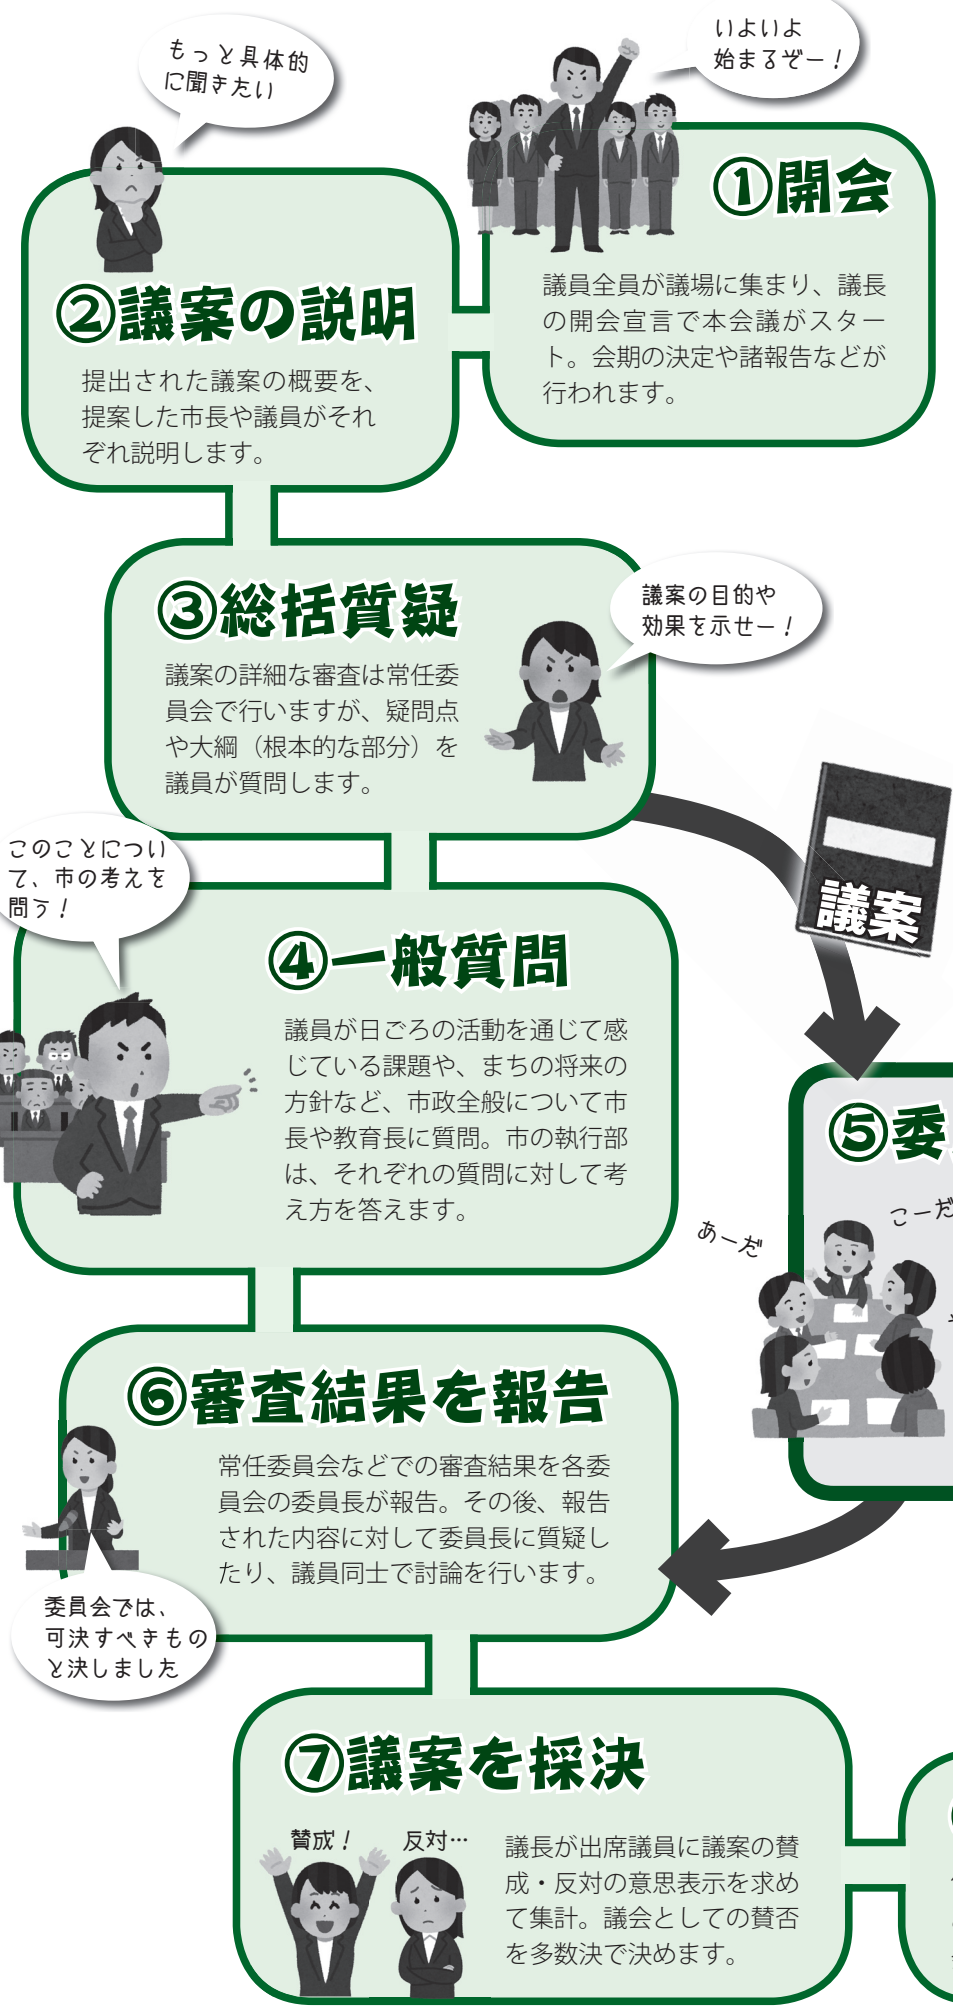 いよいよ
始まるぞー！
①開会
議員全員が議場に集まり、議長
の開会宣言で本会議がスター
ト。会期の決定や諸報告などが
行われます。
もっと具体的
に聞きたい
②議案の説明
提出された議案の概要を、
提案した市長や議員がそれ
ぞれ説明します。
③総括質疑
議案の詳細な審査は常任委
員会で行いますが、疑問点
や大綱（根本的な部分）を
議員が質問します。
議案の目的や
効果を示せー！
議案
このことについ
て、市の考えを
問う！
④一般質問
議員が日ごろの活動を通じて感
じている課題や、まちの将来の
方針など、市政全般について市
長や教育長に質問。市の執行部
は、それぞれの質問に対して考
え方を答えます。
⑤委
あーだ
こーだ
⑥審査結果を報告
常任委員会などでの審査結果を各委
員会の委員長が報告。その後、報告
された内容に対して委員長に質疑し
たり、議員同士で討論を行います。
委員会では、
可決すべきもの
と決しました
⑦議案を採決
賛成！
反対…
議長が出席議員に議案の賛
成・反対の意思表示を求め
て集計。議会としての賛否
を多数決で決めます。